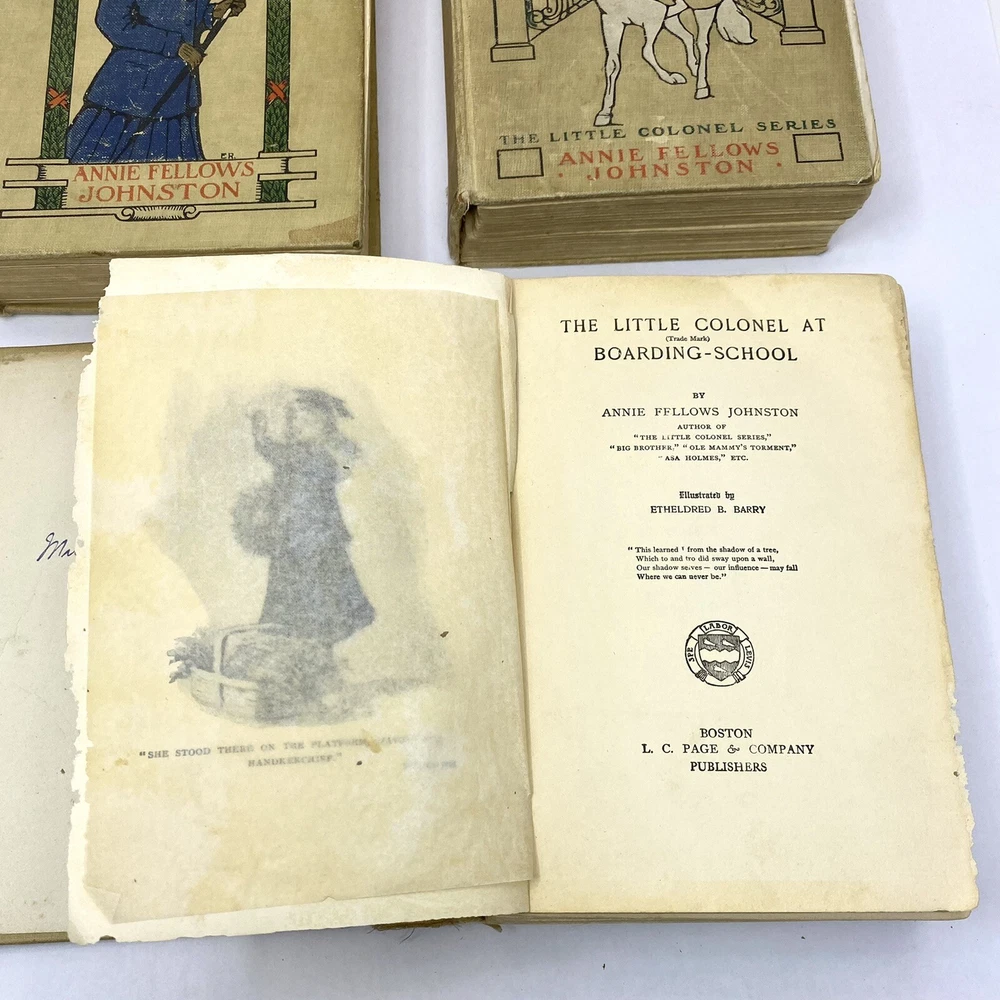 E.R.
ANNIE FELLOWS
JOHNSTON
THE LITTLE COLONEL SERIES
ANNIE FELLOWS
· JOHNSTON ·
"SHE STOOD THERE ON THE PLATFORM,
HANDKERCHIEF."
THE LITTLE COLONEL AT
(Trade Mark)
BOARDING-SCHOOL
BY
ANNIE FELLOWS JOHNSTON
AUTHOR OF
"THE LITTLE COLONEL SERIES,"
"BIG BROTHER," "OLE MAMMY'S TORMENT,"
"ASA HOLMES," ETC.
Illustrated by
ETHELDRED B. BARRY
"This learned I from the shadow of a tree,
Which to and fro did sway upon a wall,
Our shadow selves — our influence — may fall
Where we can never be."
SPE LABOR LEVIS
BOSTON
L. C. PAGE & COMPANY
PUBLISHERS